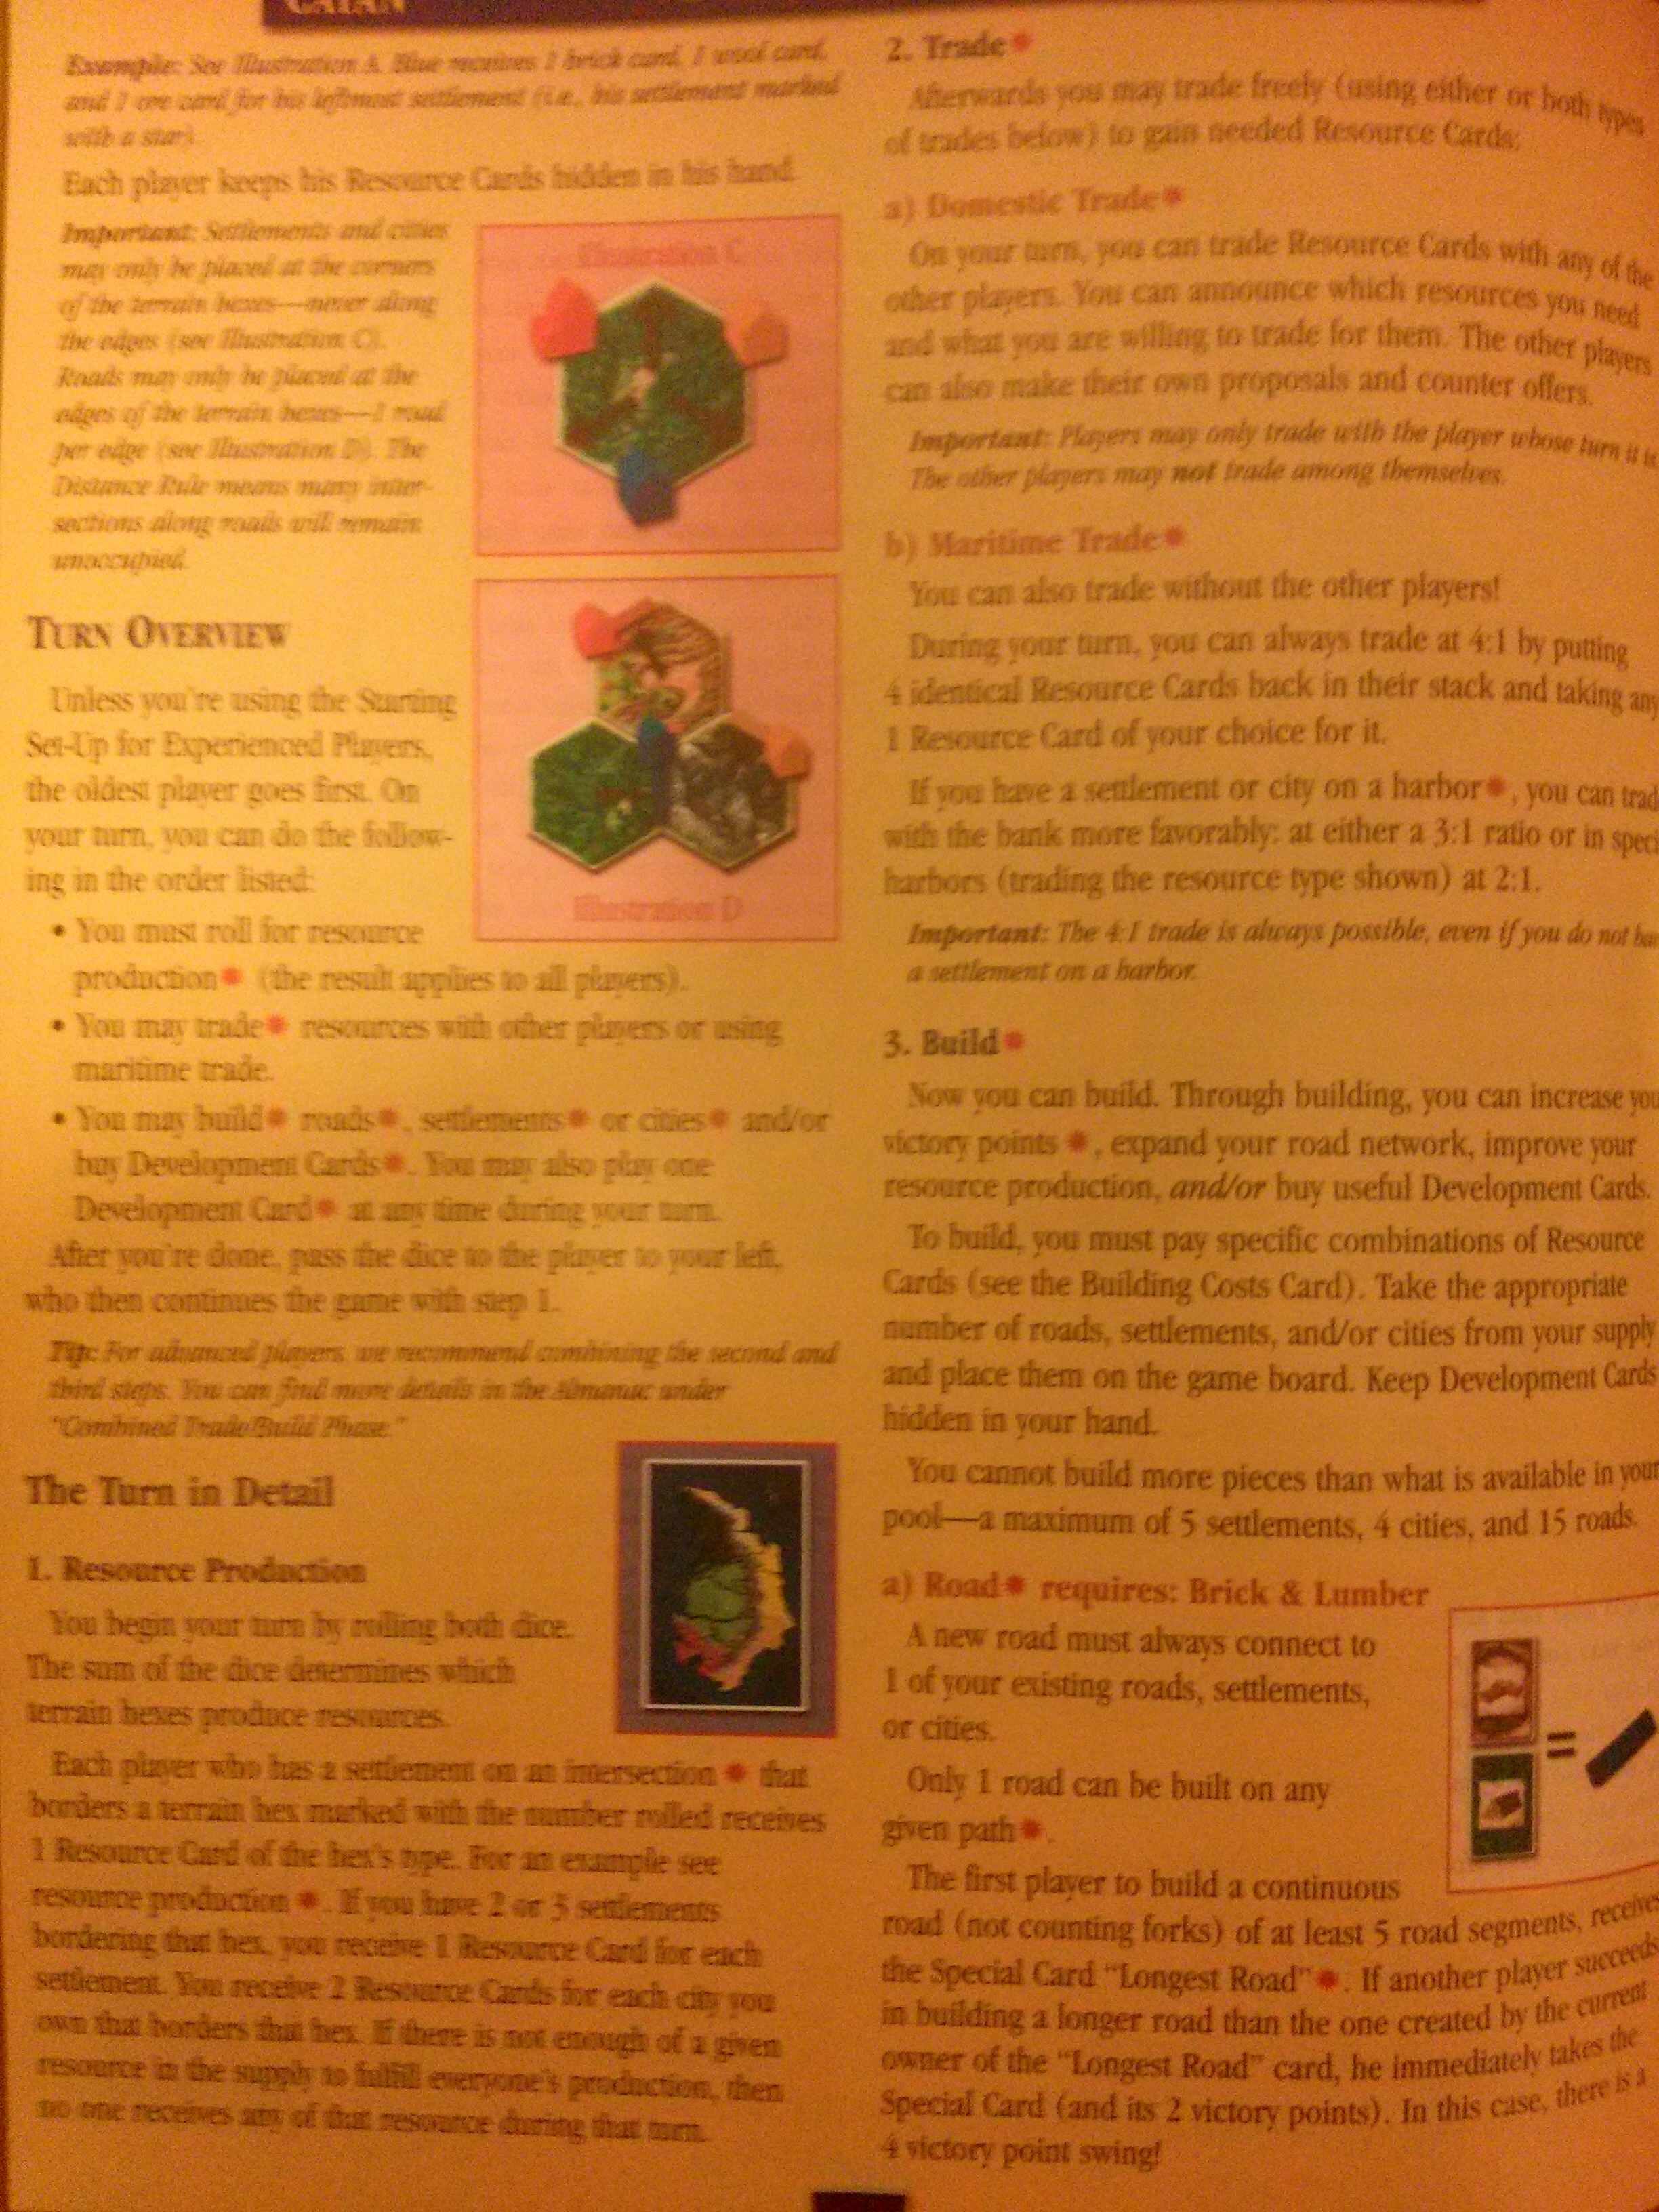 CATAN
Example: See Illustration A. Blue receives 1 brick card, 1 wool card,
and 1 ore card for his leftmost settlement (i.e., his settlement marked
with a star).
Each player keeps his Resource Cards hidden in his hand.
Important: Settlements and cities
may only be placed at the corners
of the terrain hexes—never along
the edges (see Illustration C).
Roads may only be placed at the
edges of the terrain hexes—1 road
per edge (see Illustration D). The
Distance Rule means many inter-
sections along roads will remain
unoccupied.
Illustration C
Illustration D
TURN OVERVIEW
Unless you're using the Starting
Set-Up for Experienced Players,
the oldest player goes first. On
your turn, you can do the follow-
ing in the order listed:
• You must roll for resource
production* (the result applies to all players).
• You may trade* resources with other players or using
maritime trade.
• You may build* roads*, settlements* or cities* and/or
buy Development Cards*. You may also play one
Development Card* at any time during your turn.
After you're done, pass the dice to the player to your left,
who then continues the game with step 1.
Tip: For advanced players, we recommend combining the second and
third steps. You can find more details in the Almanac under
"Combined Trade/Build Phase."
The Turn in Detail
1. Resource Production
You begin your turn by rolling both dice.
The sum of the dice determines which
terrain hexes produce resources.
Each player who has a settlement on an intersection* that
borders a terrain hex marked with the number rolled receives
1 Resource Card of the hex's type. For an example see
resource production*. If you have 2 or 3 settlements
bordering that hex, you receive 1 Resource Card for each
settlement. You receive 2 Resource Cards for each city you
own that borders that hex. If there is not enough of a given
resource in the supply to fulfill everyone's production, then
no one receives any of that resource during that turn.
2. Trade*
Afterwards you may trade freely (using either or both types
of trades below) to gain needed Resource Cards:
a) Domestic Trade*
On your turn, you can trade Resource Cards with any of the
other players. You can announce which resources you need
and what you are willing to trade for them. The other players
can also make their own proposals and counter offers.
Important: Players may only trade with the player whose turn it is.
The other players may not trade among themselves.
b) Maritime Trade*
You can also trade without the other players!
During your turn, you can always trade at 4:1 by putting
4 identical Resource Cards back in their stack and taking any
1 Resource Card of your choice for it.
If you have a settlement or city on a harbor*, you can trad
with the bank more favorably: at either a 3:1 ratio or in speci
harbors (trading the resource type shown) at 2:1.
Important: The 4:1 trade is always possible, even if you do not ha
a settlement on a harbor.
3. Build*
Now you can build. Through building, you can increase you
victory points*, expand your road network, improve your
resource production, and/or buy useful Development Cards.
To build, you must pay specific combinations of Resource
Cards (see the Building Costs Card). Take the appropriate
number of roads, settlements, and/or cities from your supply
and place them on the game board. Keep Development Cards
hidden in your hand.
You cannot build more pieces than what is available in your
pool—a maximum of 5 settlements, 4 cities, and 15 roads.
a) Road* requires: Brick & Lumber
A new road must always connect to
1 of your existing roads, settlements,
or cities.
Only 1 road can be built on any
given path*.
=
The first player to build a continuous
road (not counting forks) of at least 5 road segments, receives
the Special Card "Longest Road"*. If another player succeeds
in building a longer road than the one created by the current
owner of the "Longest Road" card, he immediately takes the
Special Card (and its 2 victory points). In this case, there is a
4 victory point swing!